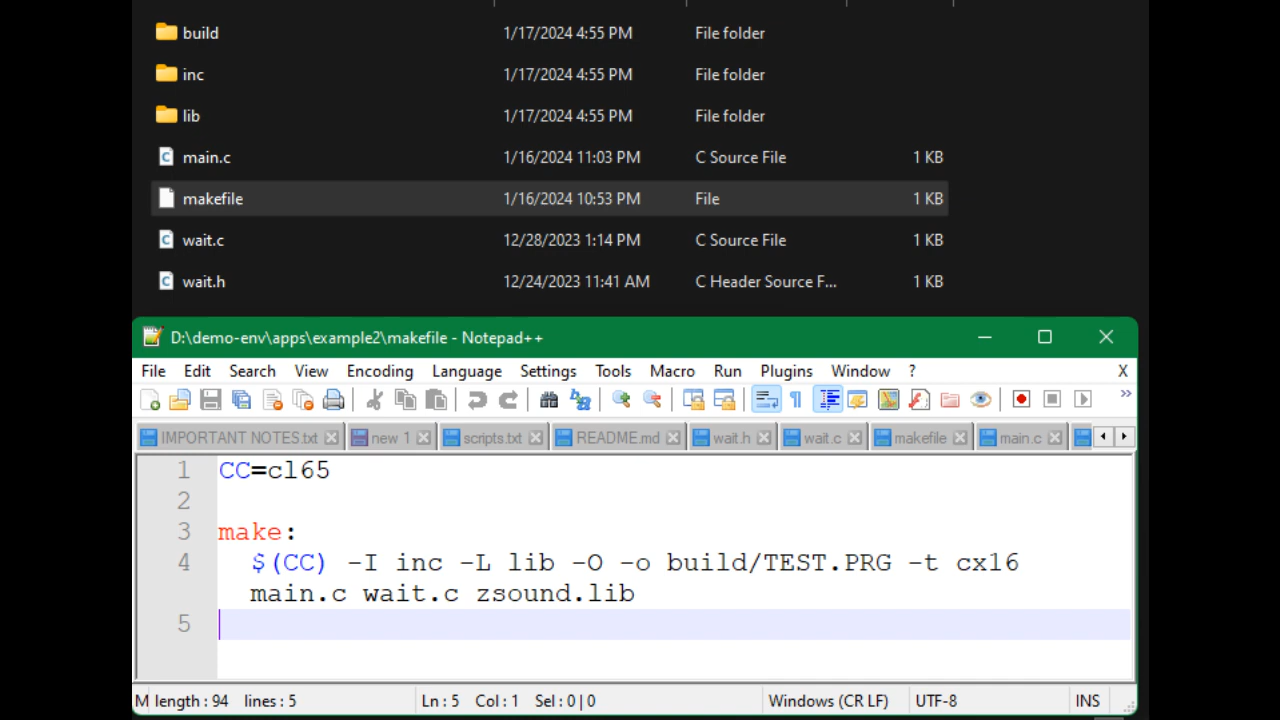 build 1/17/2024 4:55 PM File folder
inc 1/17/2024 4:55 PM File folder
lib 1/17/2024 4:55 PM File folder
main.c 1/16/2024 11:03 PM C Source File 1 KB
makefile 1/16/2024 10:53 PM File 1 KB
wait.c 12/28/2023 1:14 PM C Source File 1 KB
wait.h 12/24/2023 11:41 AM C Header Source F... 1 KB
D:\demo-env\apps\example2\makefile - Notepad++
File Edit Search View Encoding Language Settings Tools Macro Run Plugins Window ? X
IMPORTANT NOTES.txt new 1 scripts.txt README.md wait.h wait.c makefile main.c
1 CC=cl65
2
3 make:
4 $(CC) -I inc -L lib -O -o build/TEST.PRG -t cx16
main.c wait.c zsound.lib
5
M length : 94 lines : 5 Ln : 5 Col : 1 Sel : 0 | 0 Windows (CR LF) UTF-8 INS